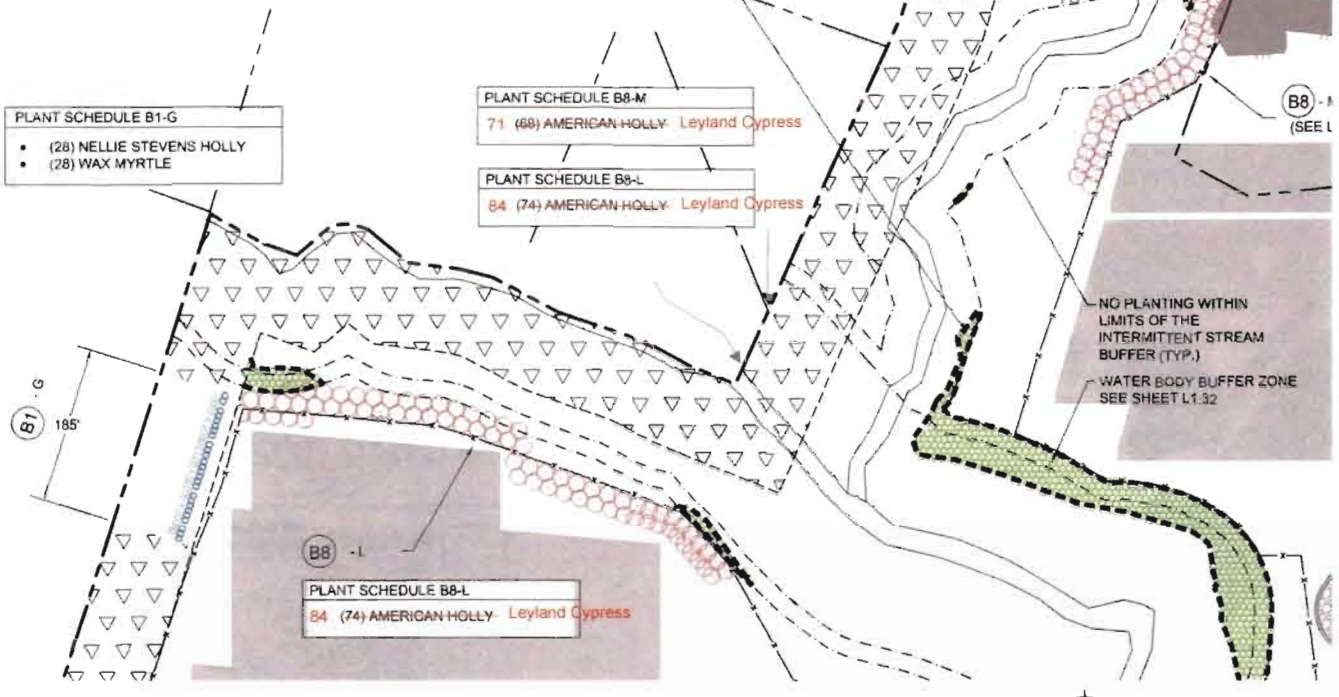 PLANT SCHEDULE B1-G
• (28) NELLIE STEVENS HOLLY
• (28) WAX MYRTLE
PLANT SCHEDULE B8-M
71 (68) AMERICAN HOLLY Leyland Cypress
PLANT SCHEDULE B8-L
84 (74) AMERICAN HOLLY Leyland Cypress
B8 -
(SEE L
NO PLANTING WITHIN
LIMITS OF THE
INTERMITTENT STREAM
BUFFER (TYP.)
WATER BODY BUFFER ZONE
SEE SHEET L1.32
B1 - G
185'
B8 - L
PLANT SCHEDULE B8-L
84 (74) AMERICAN HOLLY Leyland Cypress